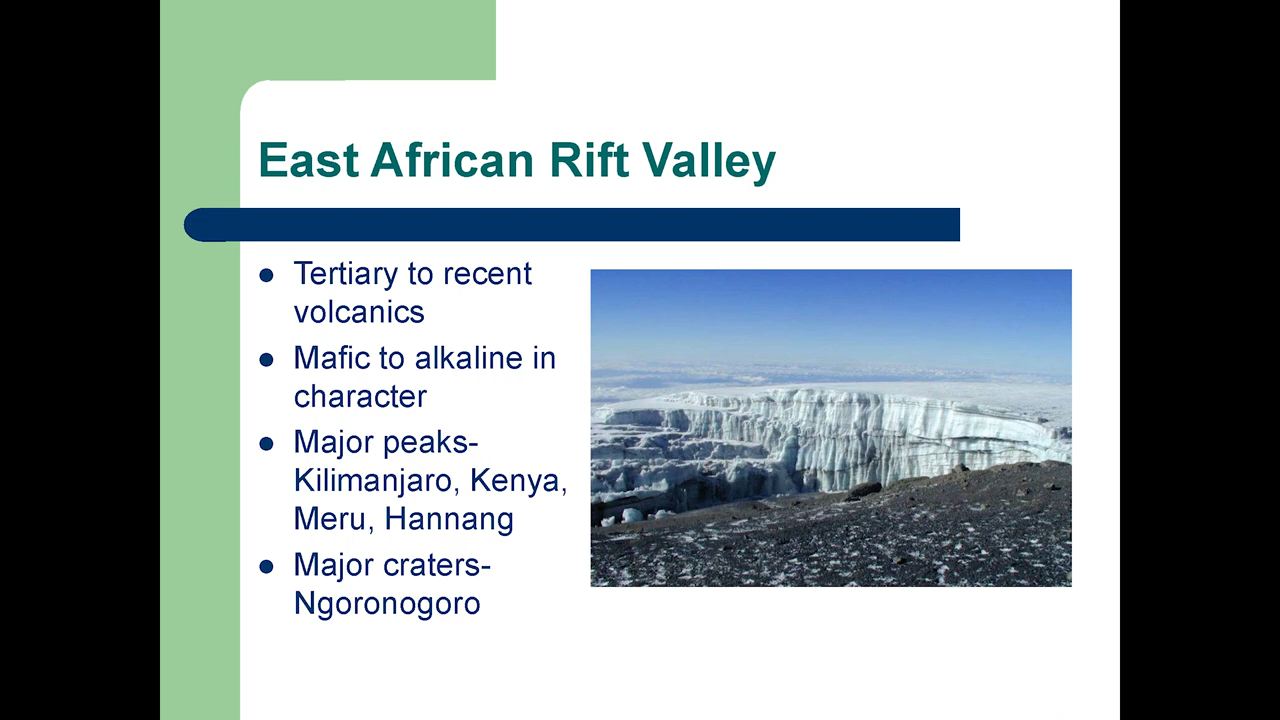 East African Rift Valley
● Tertiary to recent
volcanics
● Mafic to alkaline in
character
● Major peaks-
Kilimanjaro, Kenya,
Meru, Hannang
● Major craters-
Ngoronogoro